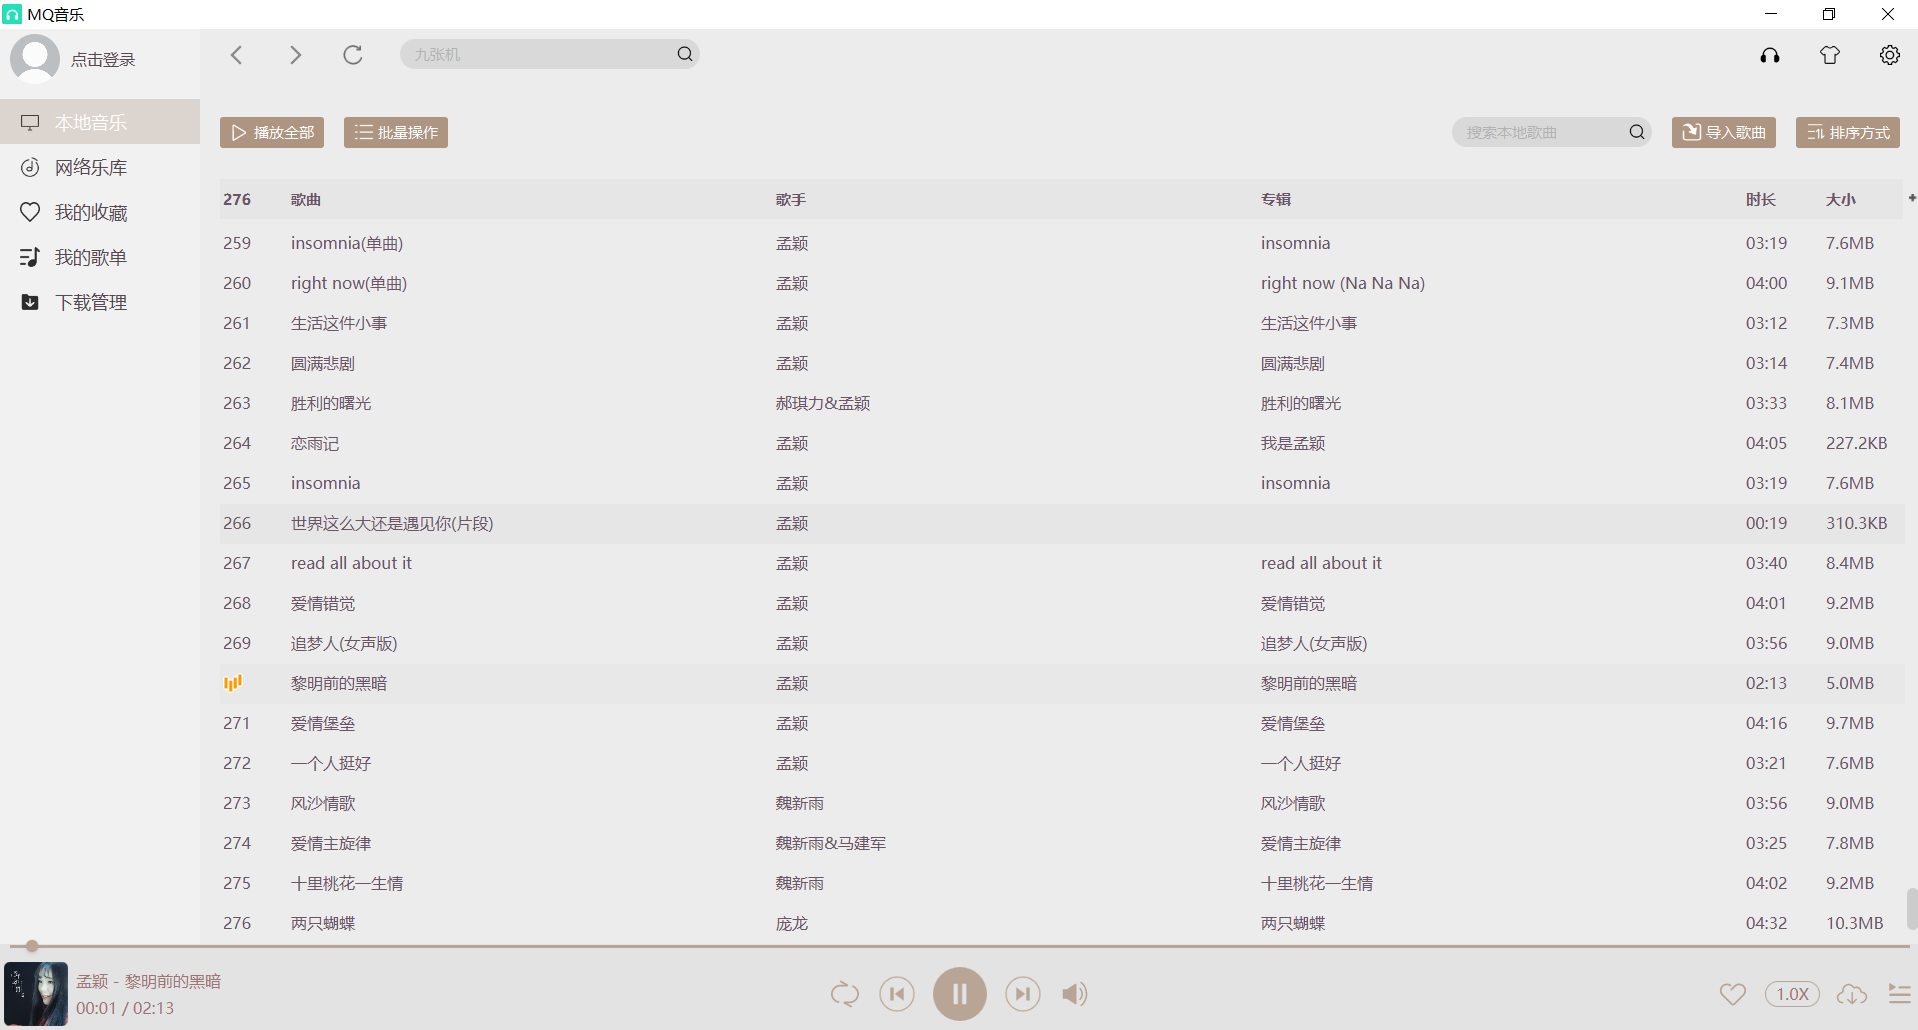 MQ音乐
点击登录
九张机
本地音乐
网络乐库
我的收藏
我的歌单
下载管理
播放全部 批量操作 搜索本地歌曲 导入歌曲 排序方式
276 歌曲 歌手 专辑 时长 大小
259 insomnia(单曲) 孟颖 insomnia 03:19 7.6MB
260 right now(单曲) 孟颖 right now (Na Na Na) 04:00 9.1MB
261 生活这件小事 孟颖 生活这件小事 03:12 7.3MB
262 圆满悲剧 孟颖 圆满悲剧 03:14 7.4MB
263 胜利的曙光 郝琪力&孟颖 胜利的曙光 03:33 8.1MB
264 恋雨记 孟颖 我是孟颖 04:05 227.2KB
265 insomnia 孟颖 insomnia 03:19 7.6MB
266 世界这么大还是遇见你(片段) 孟颖 00:19 310.3KB
267 read all about it 孟颖 read all about it 03:40 8.4MB
268 爱情错觉 孟颖 爱情错觉 04:01 9.2MB
269 追梦人(女声版) 孟颖 追梦人(女声版) 03:56 9.0MB
黎明前的黑暗 孟颖 黎明前的黑暗 02:13 5.0MB
271 爱情堡垒 孟颖 爱情堡垒 04:16 9.7MB
272 一个人挺好 孟颖 一个人挺好 03:21 7.6MB
273 风沙情歌 魏新雨 风沙情歌 03:56 9.0MB
274 爱情主旋律 魏新雨&马建军 爱情主旋律 03:25 7.8MB
275 十里桃花一生情 魏新雨 十里桃花一生情 04:02 9.2MB
276 两只蝴蝶 庞龙 两只蝴蝶 04:32 10.3MB
孟颖 - 黎明前的黑暗
00:01 / 02:13
1.0X